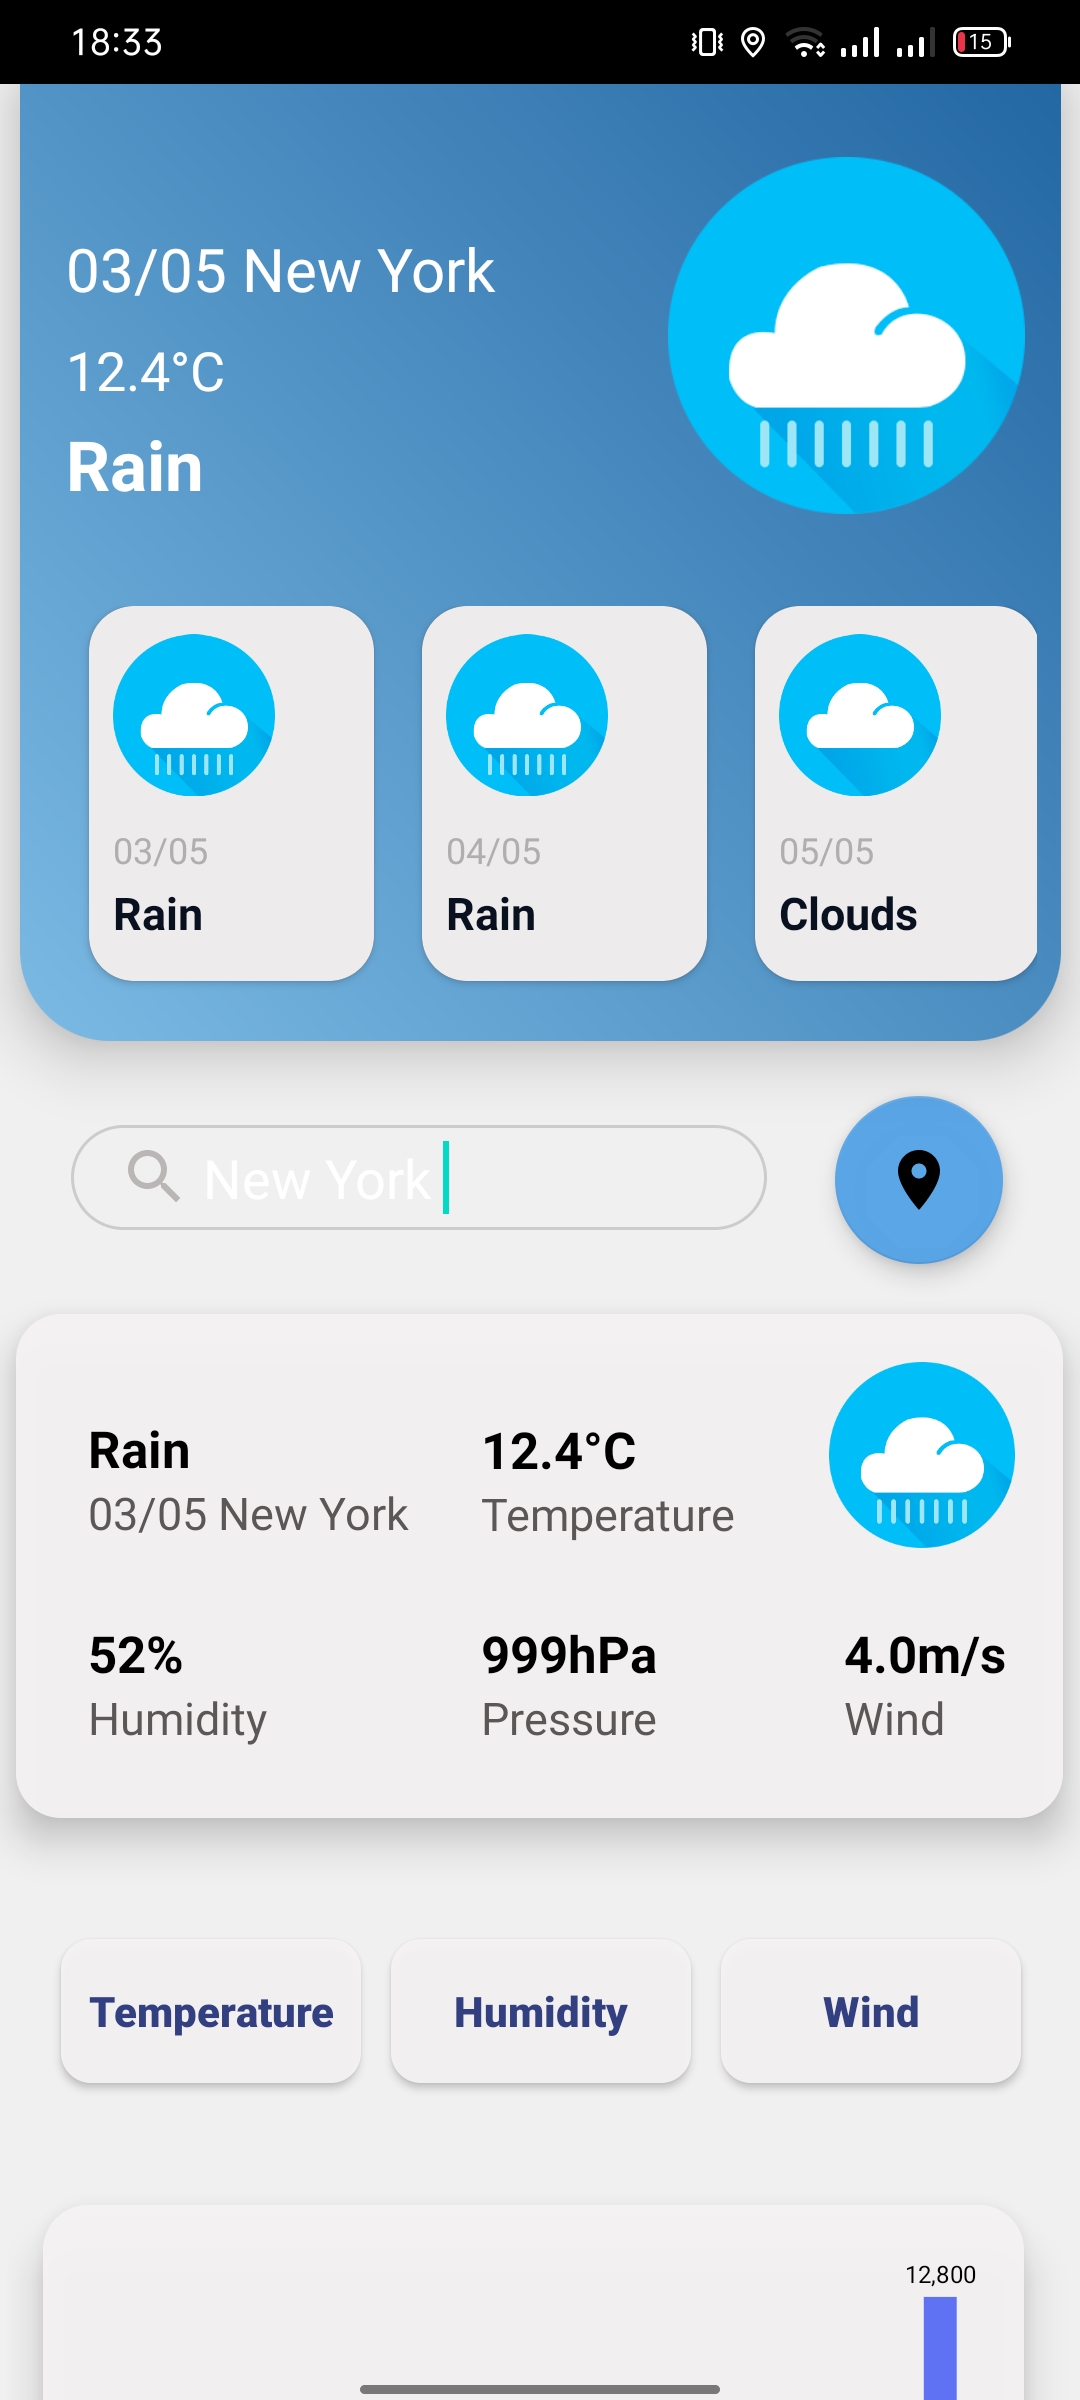 18:33
15
03/05 New York
12.4°C
Rain
03/05
Rain
04/05
Rain
05/05
Clouds
New York
Rain
03/05 New York
12.4°C
Temperature
52%
Humidity
999hPa
Pressure
4.0m/s
Wind
Temperature
Humidity
Wind
12,800